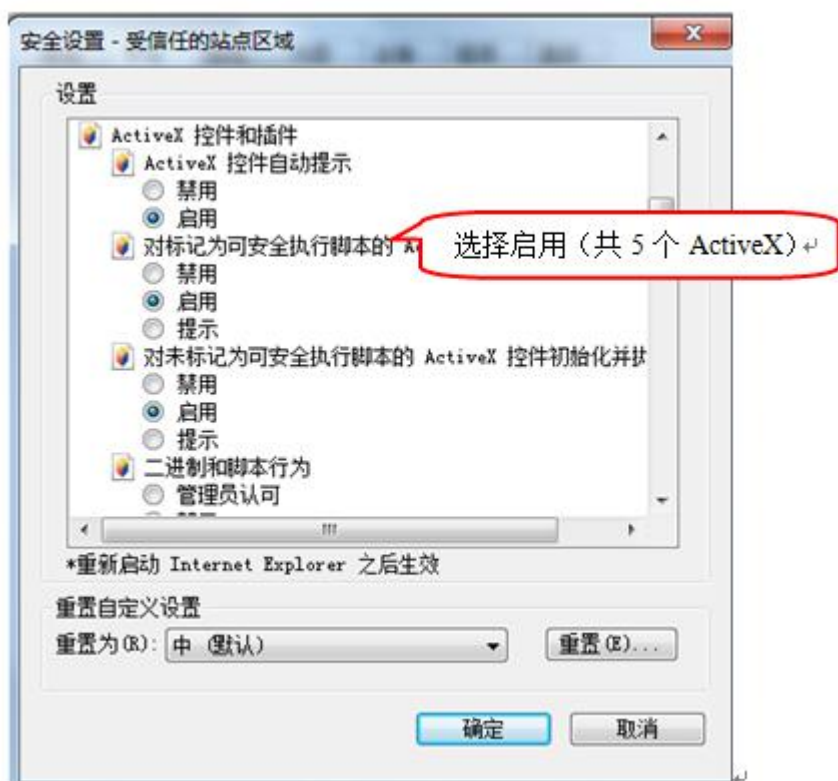 安全设置 - 受信任的站点区域
设置
ActiveX 控件和插件
ActiveX 控件自动提示
禁用
启用
对标记为可安全执行脚本的
选择启用（共 5 个 ActiveX）
禁用
启用
提示
对未标记为可安全执行脚本的 ActiveX 控件初始化并执
禁用
启用
提示
二进制和脚本行为
管理员认可
*重新启动 Internet Explorer 之后生效
重置自定义设置
重置为(R): 中 (默认) 重置(E)...
确定 取消